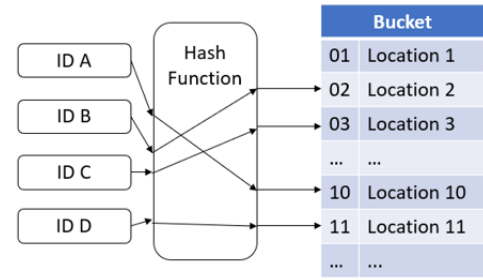 ID A
ID B
ID C
ID D
Hash
Function
Bucket
01 Location 1
02 Location 2
03 Location 3
... ...
10 Location 10
11 Location 11
... ...